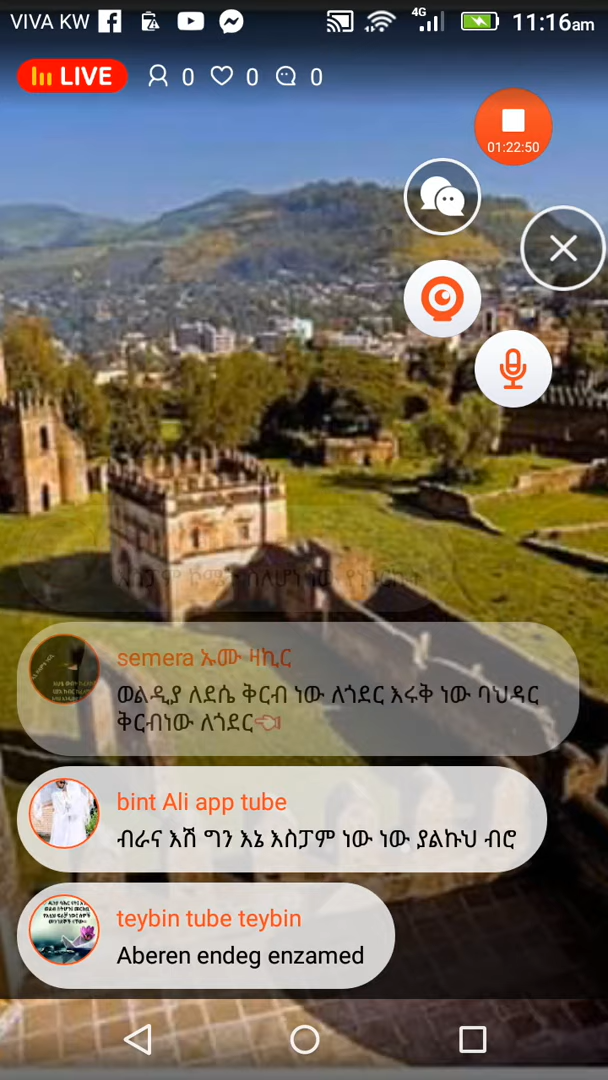 VIVA KW 4G 11:16am
LIVE 0 0 0
01:22:50
semera ኡሙ ዛኪር
ወልዲያ ለደሴ ቅርብ ነው ለጎደር እሩቅ ነው ባህዳር
ቅርብነው ለጎደር
bint Ali app tube
ብራና እሽ ግን እኔ እስፓም ነው ነው ያልኩህ ብሮ
teybin tube teybin
Aberen endeg enzamed